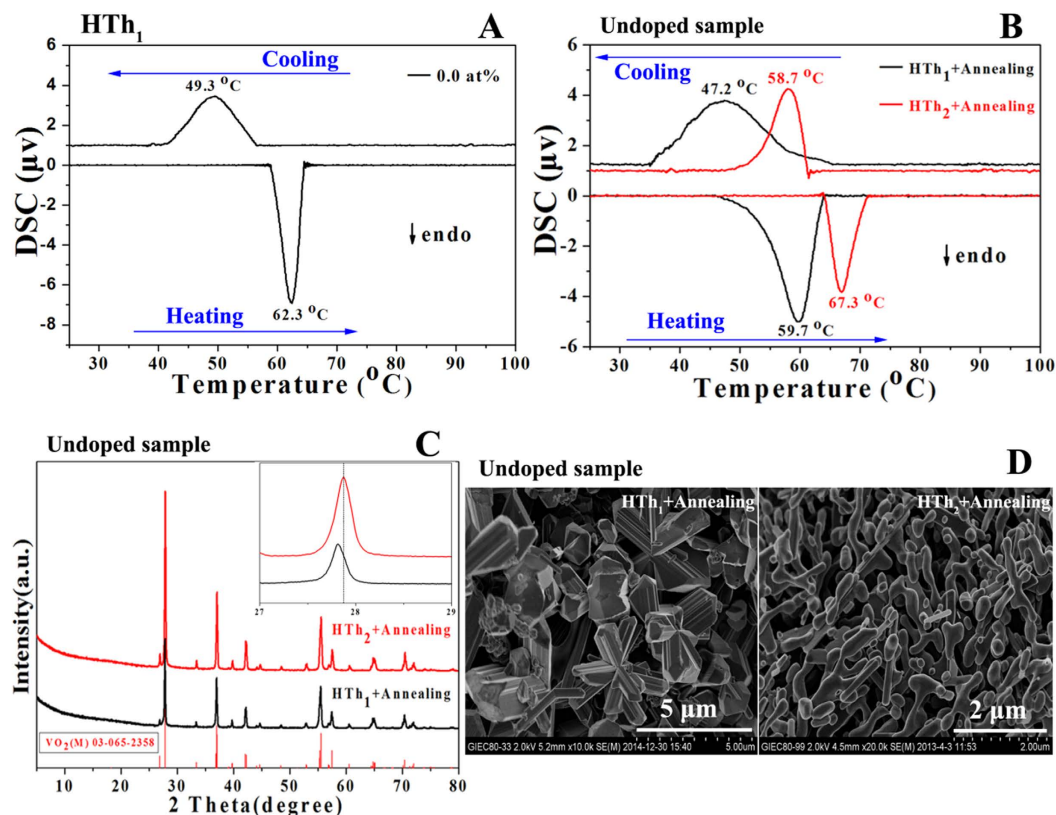 HTh₁
A
Cooling
49.3 °C
0.0 at%
DSC (μv)
6
4
2
0
-2
-4
-6
-8
endo
62.3 °C
Heating
30 40 50 60 70 80 90 100
Temperature (°C)
Undoped sample
B
Cooling
47.2 °C
58.7 °C
HTh₁+Annealing
HTh₂+Annealing
DSC (μv)
6
4
2
0
-2
-4
-6
endo
67.3 °C
59.7 °C
Heating
30 40 50 60 70 80 90 100
Temperature (°C)
Undoped sample
C
27 28 29
Intensity(a.u.)
HTh₂+Annealing
HTh₁+Annealing
VO₂(M) 03-065-2358
10 20 30 40 50 60 70 80
2 Theta(degree)
Undoped sample
D
HTh₁+Annealing
5 μm
GIEC80-33 2.0kV 5.2mm x10.0k SE(M) 2014-12-30 15:40
5.00um
HTh₂+Annealing
2 μm
GIEC80-99 2.0kV 4.5mm x20.0k SE(M) 2013-4-3 11:53
2.00um